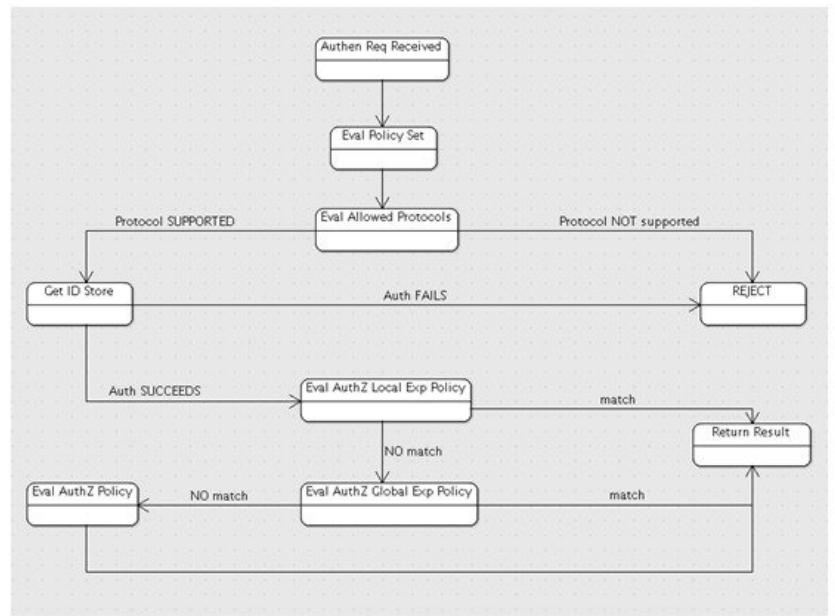 Authen Req Received
Eval Policy Set
Eval Allowed Protocols
Protocol SUPPORTED
Protocol NOT supported
Get ID Store
Auth FAILS
REJECT
Auth SUCCEEDS
Eval AuthZ Local Exp Policy
match
Return Result
NO match
Eval AuthZ Policy
NO match
Eval AuthZ Global Exp Policy
match